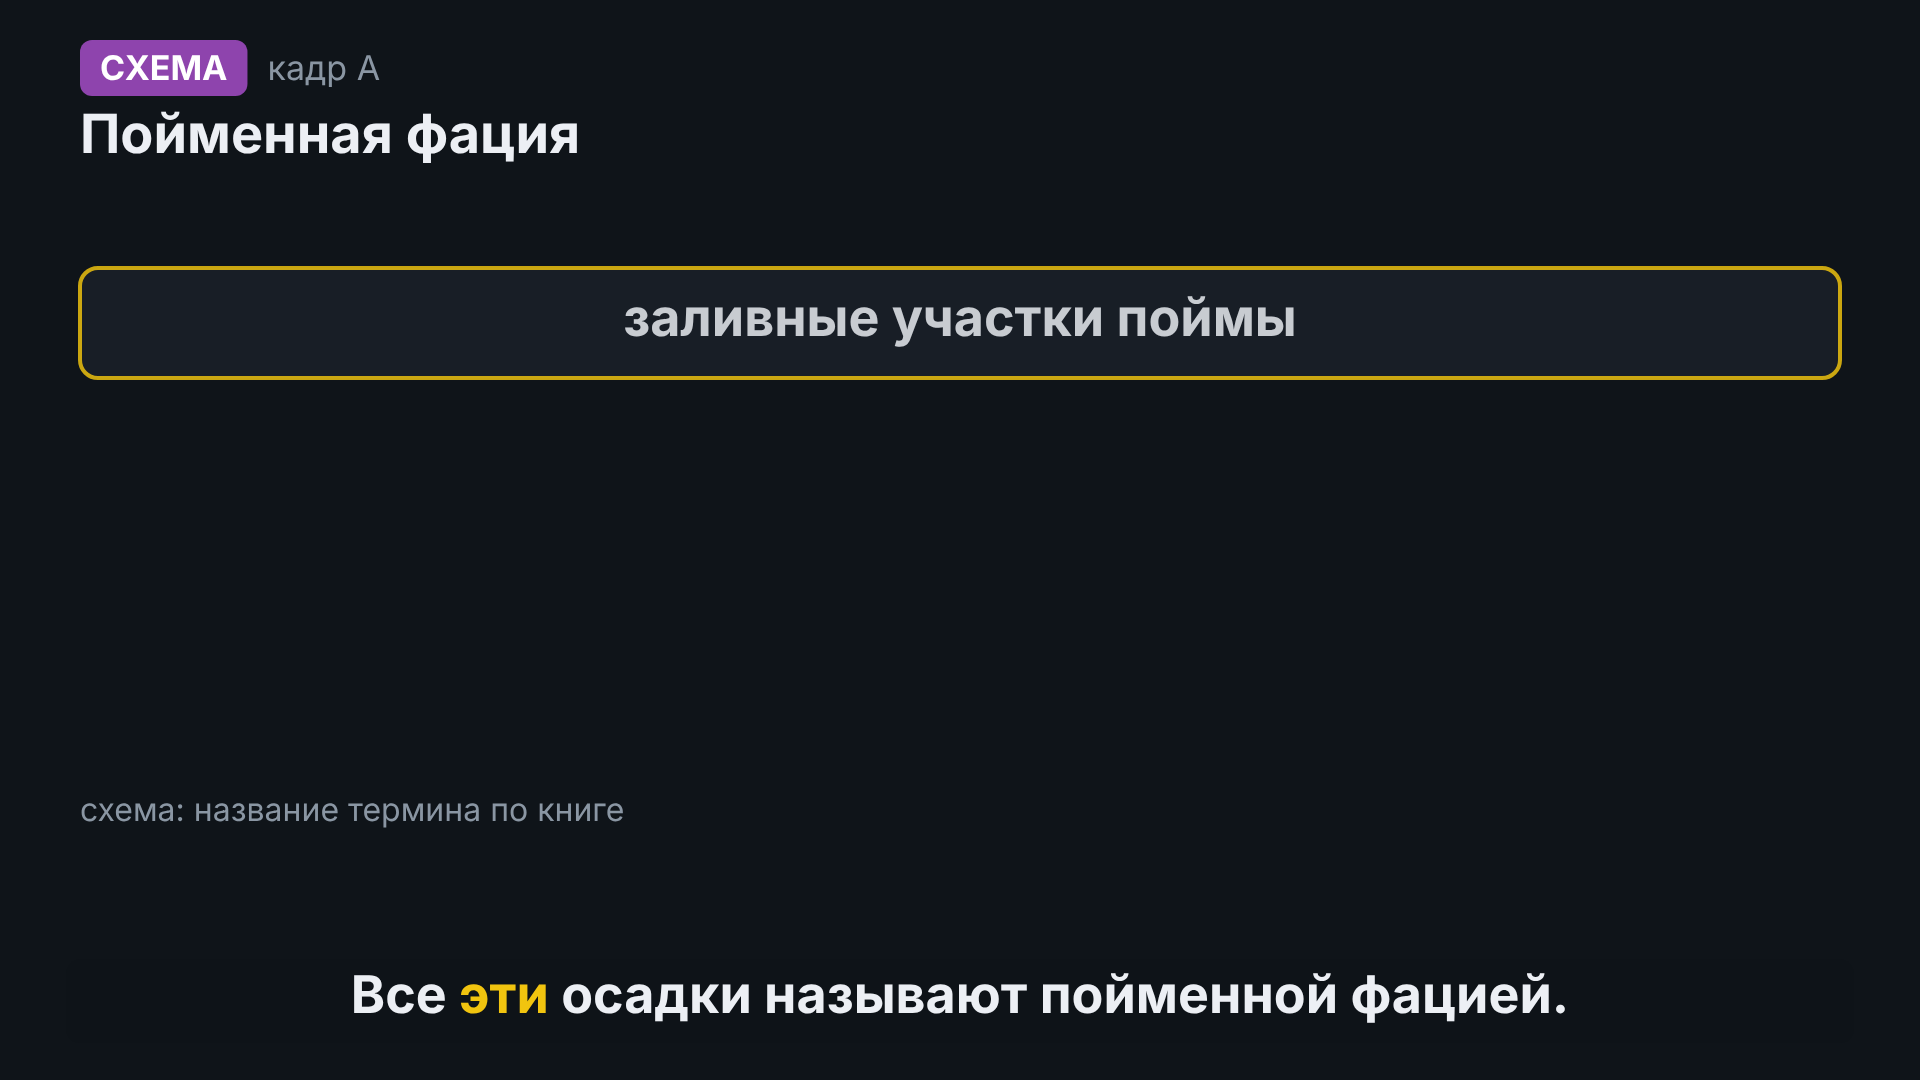 СХЕМА кадр А
Пойменная фация
заливные участки поймы
схема: название термина по книге
Все эти осадки называют пойменной фацией.